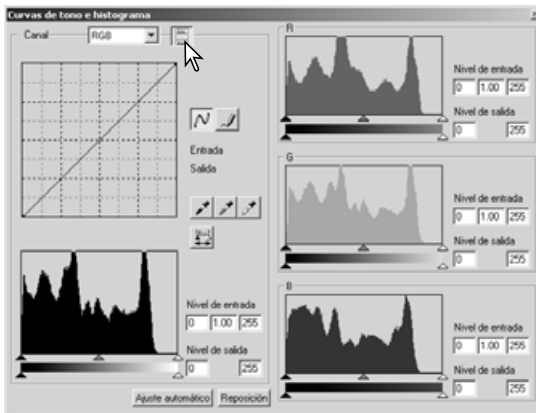 Curvas de tono e histograma
Canal RGB
Entrada
Salida
Nivel de entrada
0 1.00 255
Nivel de salida
0 255
Ajuste automático Reposición
R
Nivel de entrada
0 1.00 255
Nivel de salida
0 255
G
Nivel de entrada
0 1.00 255
Nivel de salida
0 255
B
Nivel de entrada
0 1.00 255
Nivel de salida
0 255